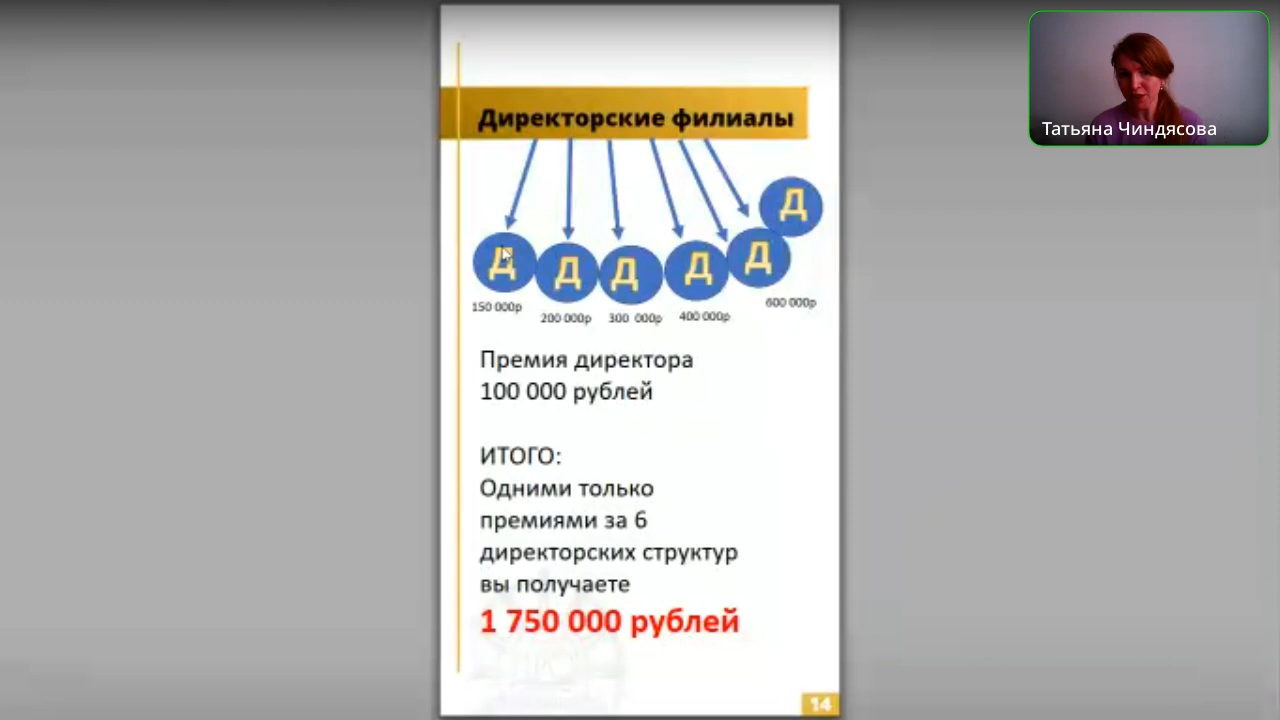 Татьяна Чиндясова
Директорские филиалы
Д
Д
Д
Д
Д
Д
Д
150 000р
200 000р
300 000р
400 000р
600 000р
Премия директора
100 000 рублей
ИТОГО:
Одними только
премиями за 6
директорских структур
вы получаете
1 750 000 рублей
14